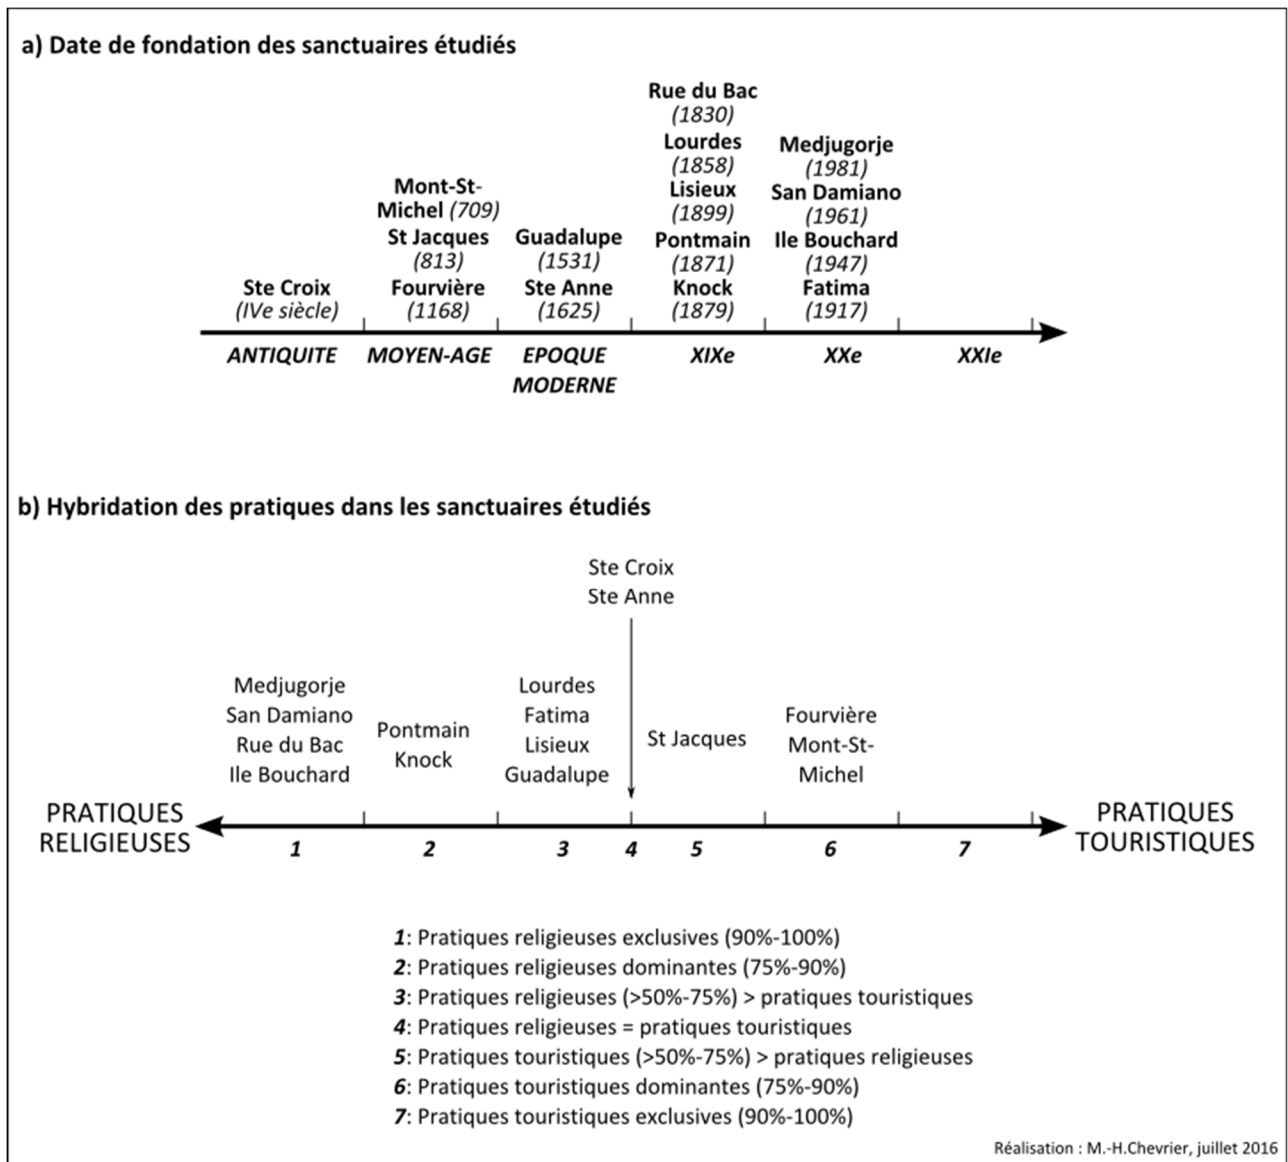 a) Date de fondation des sanctuaires étudiés
Rue du Bac
(1830)
Lourdes
(1858)
Lisieux
(1899)
Pontmain
(1871)
Knock
(1879)
Medjugorje
(1981)
San Damiano
(1961)
Ile Bouchard
(1947)
Fatima
(1917)
Mont-St-
Michel (709)
St Jacques
(813)
Fourvière
(1168)
Guadalupe
(1531)
Ste Anne
(1625)
Ste Croix
(IVe siècle)
ANTIQUITE
MOYEN-AGE
EPOQUE
MODERNE
XIXe
XXe
XXIe
b) Hybridation des pratiques dans les sanctuaires étudiés
Ste Croix
Ste Anne
Medjugorje
San Damiano
Rue du Bac
Ile Bouchard
Pontmain
Knock
Lourdes
Fatima
Lisieux
Guadalupe
St Jacques
Fourvière
Mont-St-
Michel
PRATIQUES
RELIGIEUSES
PRATIQUES
TOURISTIQUES
1 2 3 4 5 6 7
1: Pratiques religieuses exclusives (90%-100%)
2: Pratiques religieuses dominantes (75%-90%)
3: Pratiques religieuses (>50%-75%) > pratiques touristiques
4: Pratiques religieuses = pratiques touristiques
5: Pratiques touristiques (>50%-75%) > pratiques religieuses
6: Pratiques touristiques dominantes (75%-90%)
7: Pratiques touristiques exclusives (90%-100%)
Réalisation : M.-H.Chevrier, juillet 2016